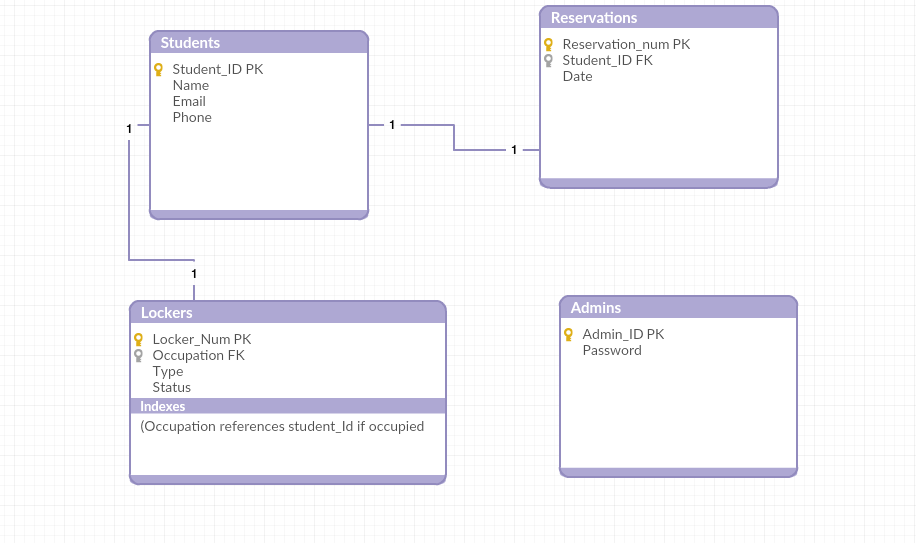 Students
Student_ID PK
Name
Email
Phone
1
1
1
1
Reservations
Reservation_num PK
Student_ID FK
Date
Lockers
Locker_Num PK
Occupation FK
Type
Status
Indexes
(Occupation references student_Id if occupied
Admins
Admin_ID PK
Password